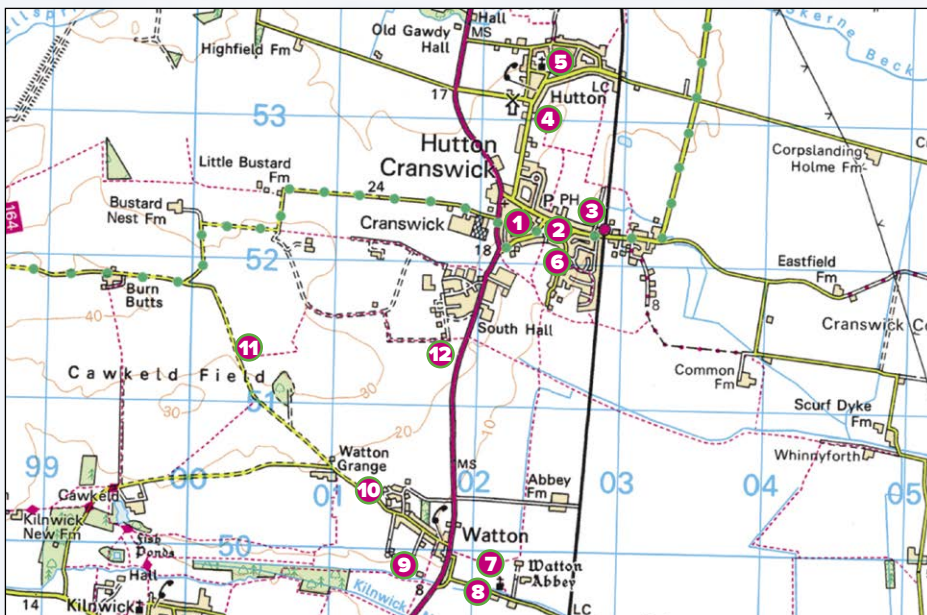 Hall
MS
Old Gawdy
Hall
Skerne
Beck
Highfield Fm
5
17
LC
Hutton
53
4
Hutton
Cranswick
Corpslanding
Holme Fm
Little Bustard
Fm
24
P PH
3
Bustard
Nest Fm
Cranswick
1
2
164
18
52
6
Eastfield
Fm
Burn
Butts
8
40
South Hall
Cranswick
11
12
Common
Fm
Cawkeld Field
30
30
51
Scurf Dyke
Fm
20
10
Watton
Grange
Whinnyforth
99
00
01
MS
02
03
04
05
Abbey
Fm
Cawkeld
10
Kilnwick
New Fm
Fish
Ponds
50
Watton
Hall
9
7
Watton
Abbey
8
Kilnwick
8
14
Kilnwick
LC